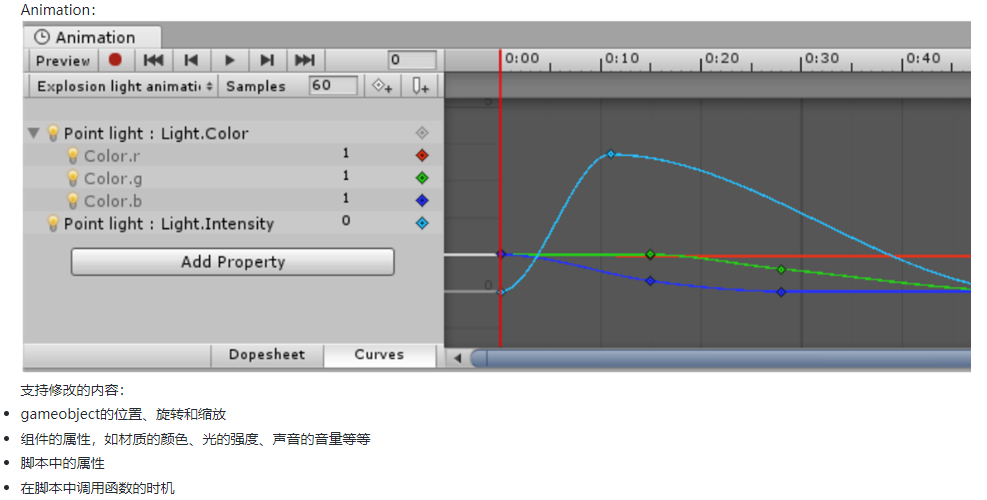 Animation：
Animation
Preview 0 0:00 0:10 0:20 0:30 0:40
Explosion light animati Samples 60
5
Point light : Light.Color
Color.r 1
Color.g 1
Color.b 1
Point light : Light.Intensity 0
0
Add Property
Dopesheet Curves
支持修改的内容：
gameobject的位置、旋转和缩放
组件的属性，如材质的颜色、光的强度、声音的音量等等
脚本中的属性
在脚本中调用函数的时机